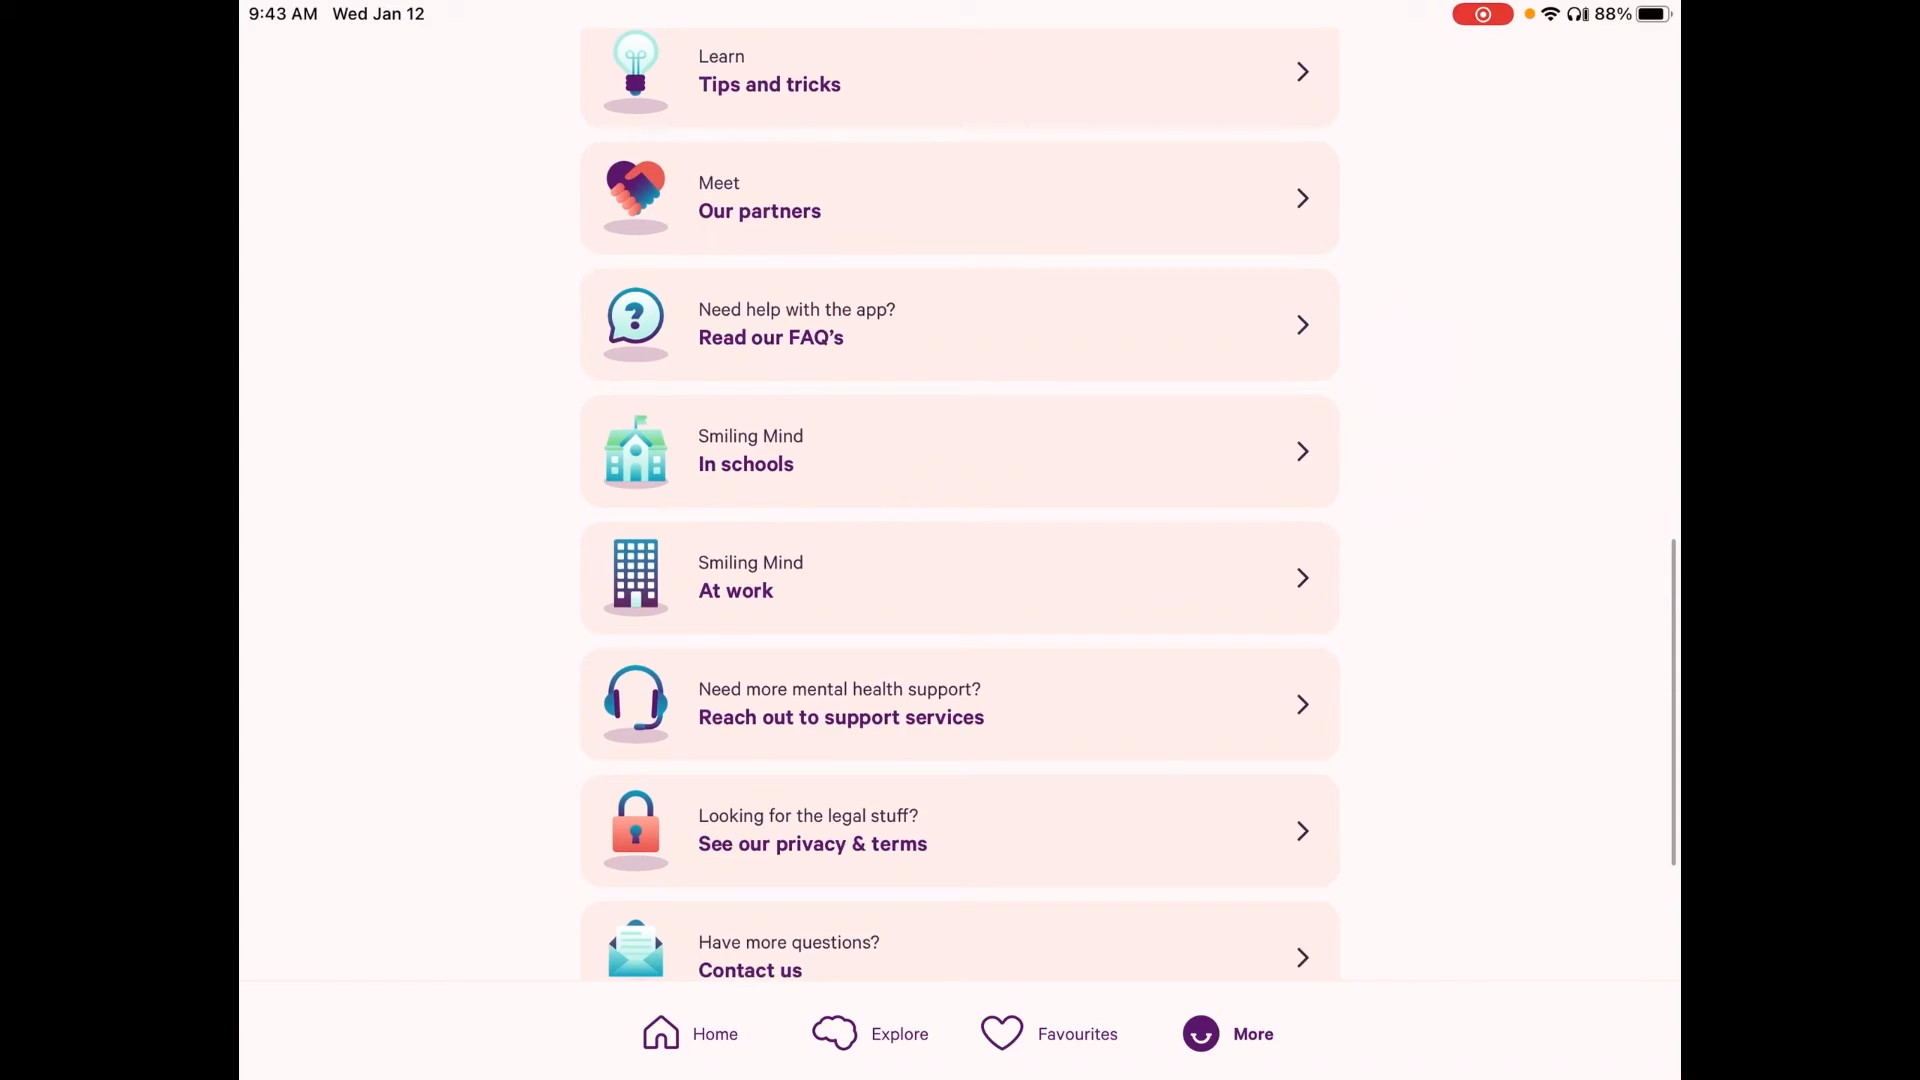 9:43 AM Wed Jan 12
88%
Learn
Tips and tricks
Meet
Our partners
Need help with the app?
Read our FAQ’s
Smiling Mind
In schools
Smiling Mind
At work
Need more mental health support?
Reach out to support services
Looking for the legal stuff?
See our privacy & terms
Have more questions?
Contact us
Home Explore Favourites More